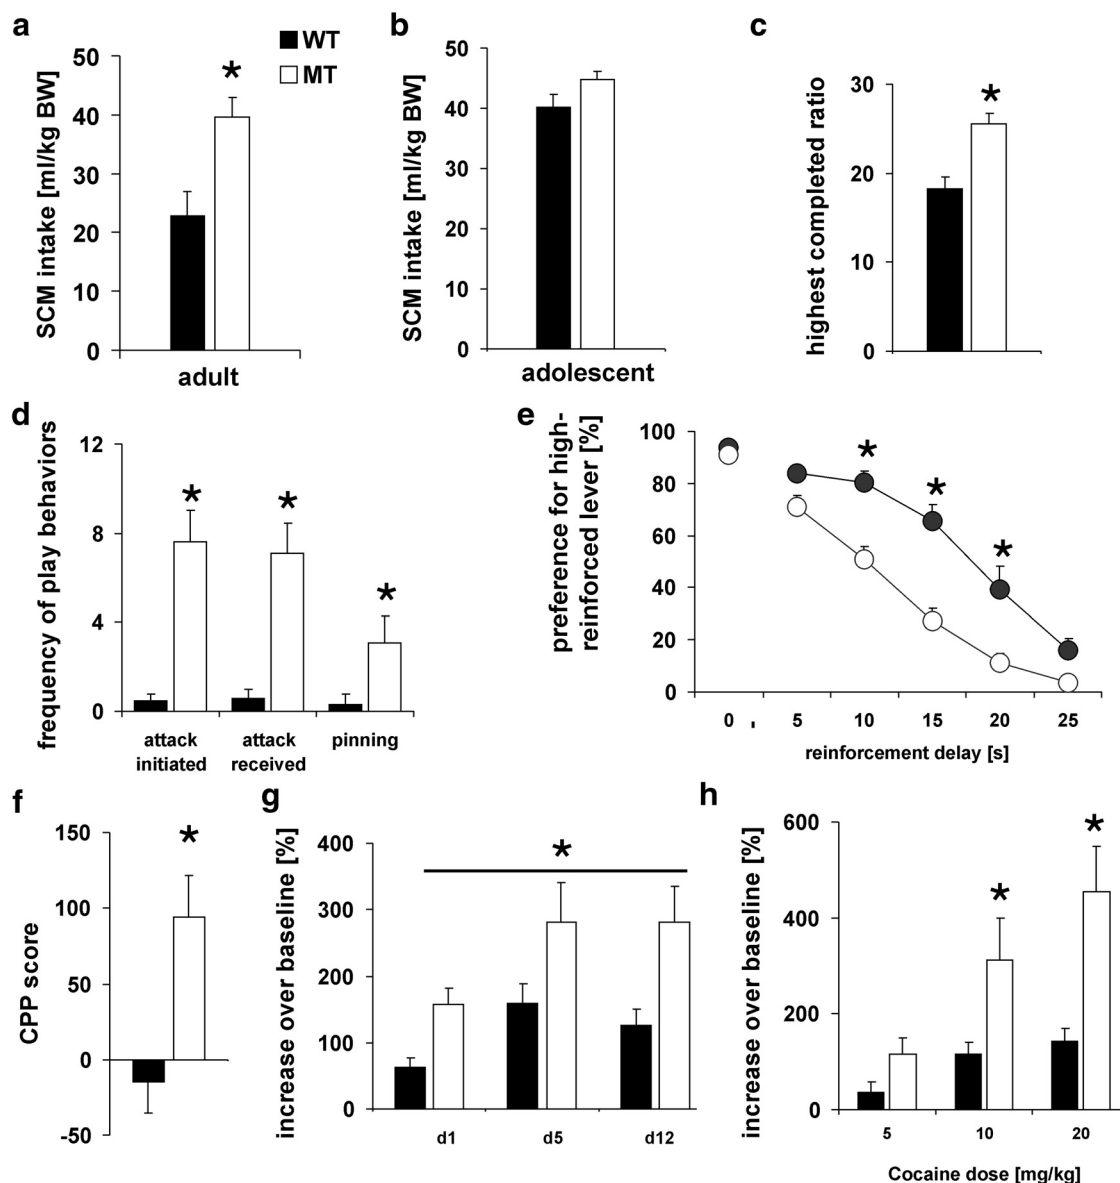 a
WT
MT
SCM intake [ml/kg BW]
50
40
30
20
10
0
*
adult
b
SCM intake [ml/kg BW]
50
40
30
20
10
0
adolescent
c
highest completed ratio
30
20
10
0
*
d
frequency of play behaviors
12
8
4
0
*
*
*
attack
initiated
attack
received
pinning
e
preference for high-
reinforced lever [%]
100
80
60
40
20
0
*
*
*
0 5 10 15 20 25
reinforcement delay [s]
f
CPP score
150
100
50
0
-50
*
g
increase over baseline [%]
400
300
200
100
0
*
d1 d5 d12
h
increase over baseline [%]
600
400
200
0
*
*
5 10 20
Cocaine dose [mg/kg]